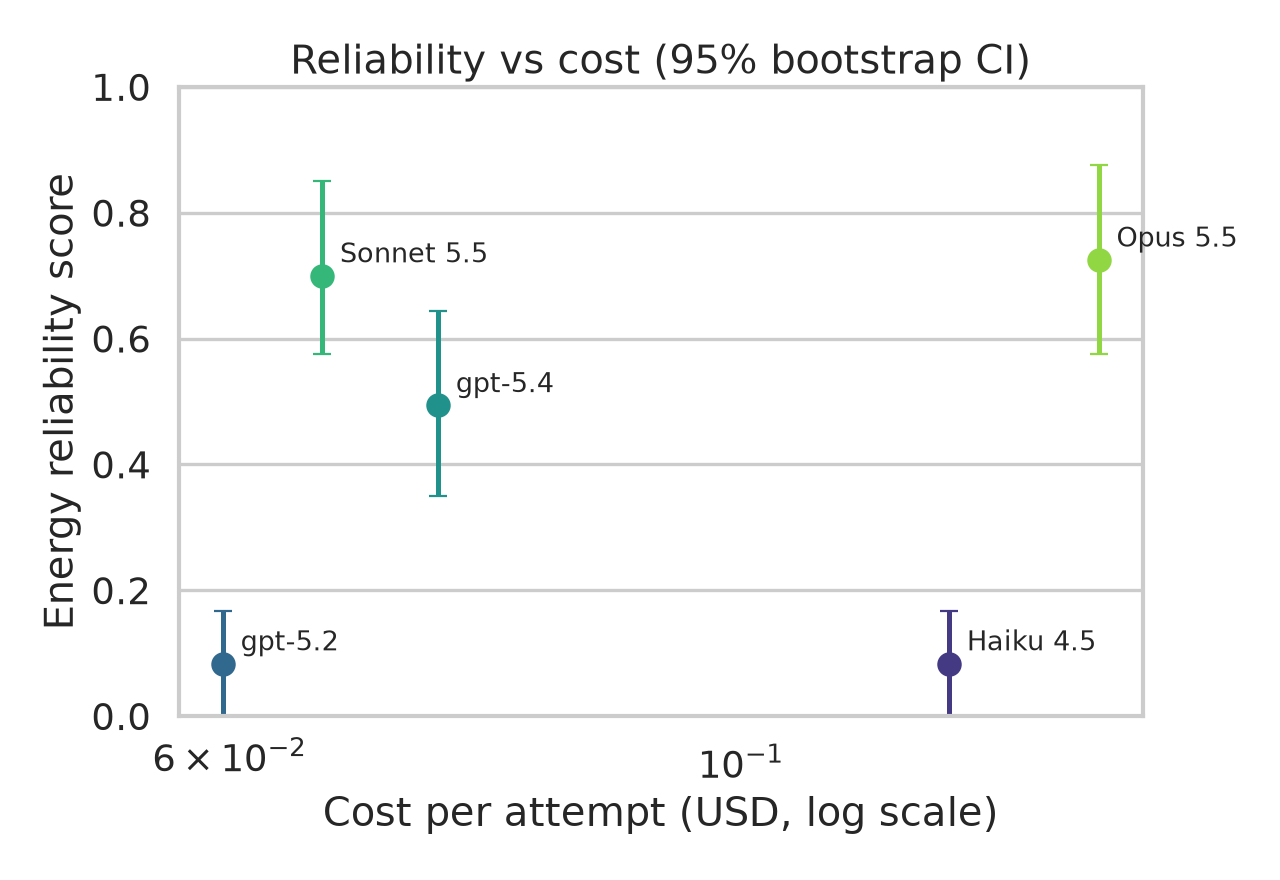 Reliability vs cost (95% bootstrap CI)
Energy reliability score
1.0
0.8
0.6
0.4
0.2
0.0
Sonnet 5.5
Opus 5.5
gpt-5.4
gpt-5.2
Haiku 4.5
6 × 10⁻²
10⁻¹
Cost per attempt (USD, log scale)